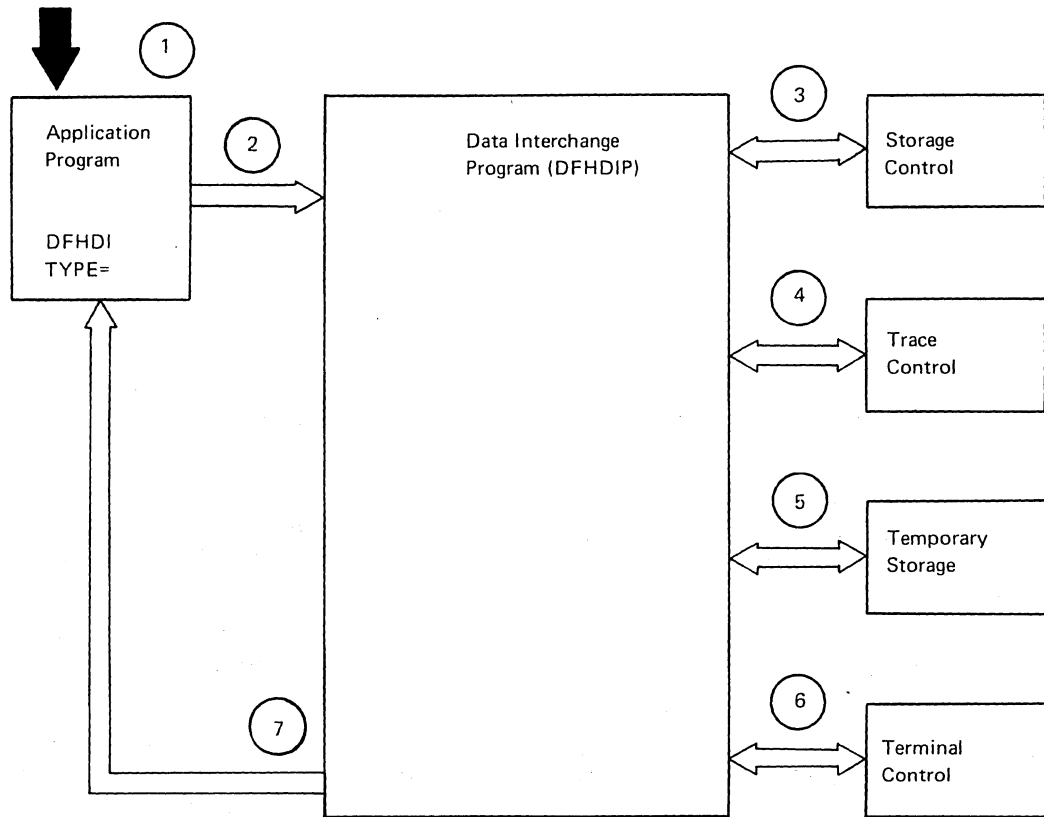 1
Application
Program
DFHDI
TYPE=
2
Data Interchange
Program (DFHDIP)
3
Storage
Control
4
Trace
Control
5
Temporary
Storage
6
Terminal
Control
7